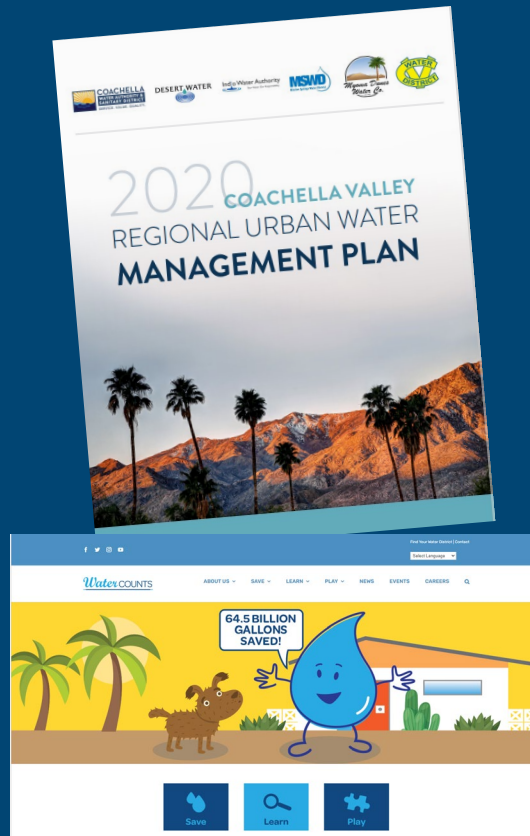 COACHELLA
WATER AUTHORITY &
SANITARY DISTRICT
DESERT WATER
Indio Water Authority
MSWD
Myoma Dunes
Water Co.
WATER
DISTRICT
2020
COACHELLA VALLEY
REGIONAL URBAN WATER
MANAGEMENT PLAN
Find Your Water District | Contact
Select Language
Water COUNTS
ABOUT US
SAVE
LEARN
PLAY
NEWS
EVENTS
CAREERS
64.5 BILLION
GALLONS
SAVED!
Save
Learn
Play